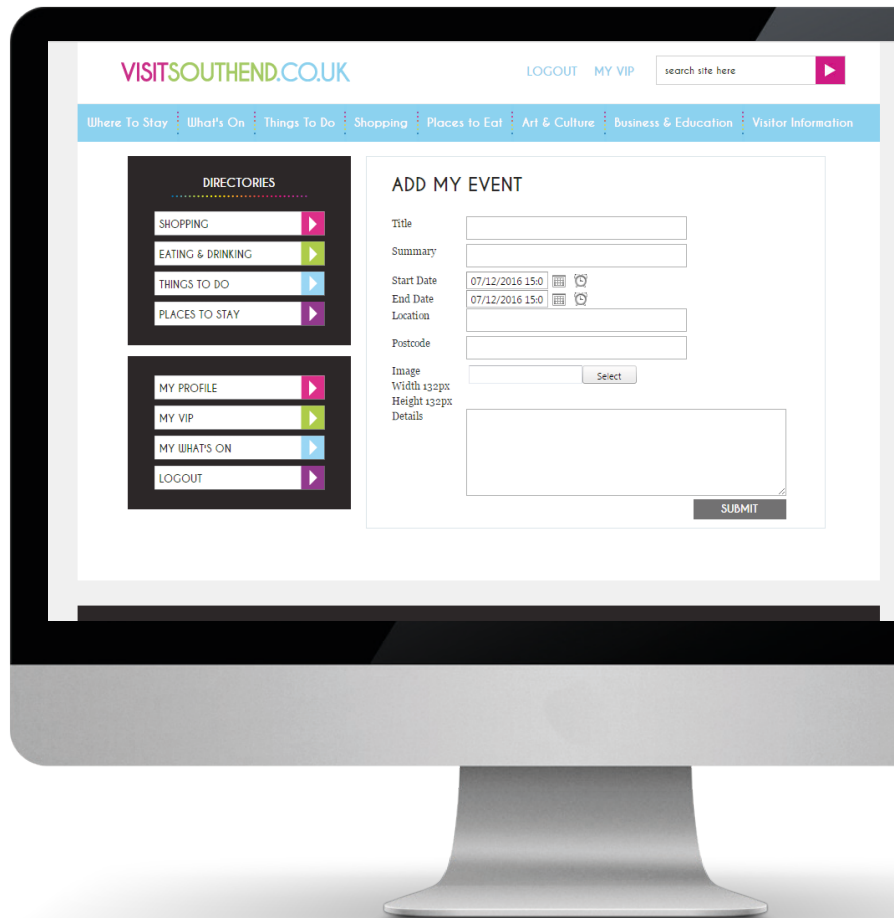 VISITSOUTHEND.CO.UK
LOGOUT MY VIP search site here
Where To Stay What's On Things To Do Shopping Places to Eat Art & Culture Business & Education Visitor Information
DIRECTORIES
SHOPPING
EATING & DRINKING
THINGS TO DO
PLACES TO STAY
MY PROFILE
MY VIP
MY WHAT'S ON
LOGOUT
ADD MY EVENT
Title
Summary
Start Date 07/12/2016 15:0
End Date 07/12/2016 15:0
Location
Postcode
Image Select
Width 132px
Height 132px
Details
SUBMIT